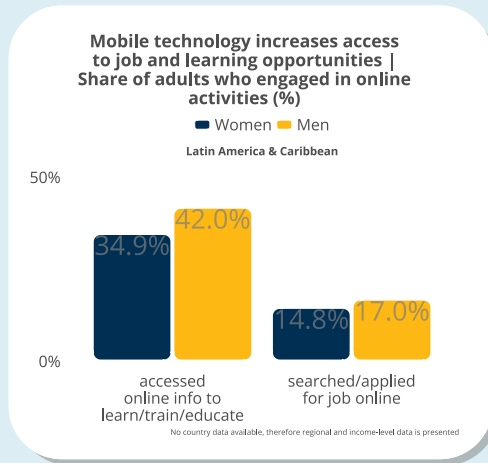 Mobile technology increases access
to job and learning opportunities |
Share of adults who engaged in online
activities (%)
Women Men
Latin America & Caribbean
50%
34.9% 42.0%
14.8% 17.0%
0%
accessed
online info to
learn/train/educate
searched/applied
for job online
No country data available, therefore regional and income-level data is presented